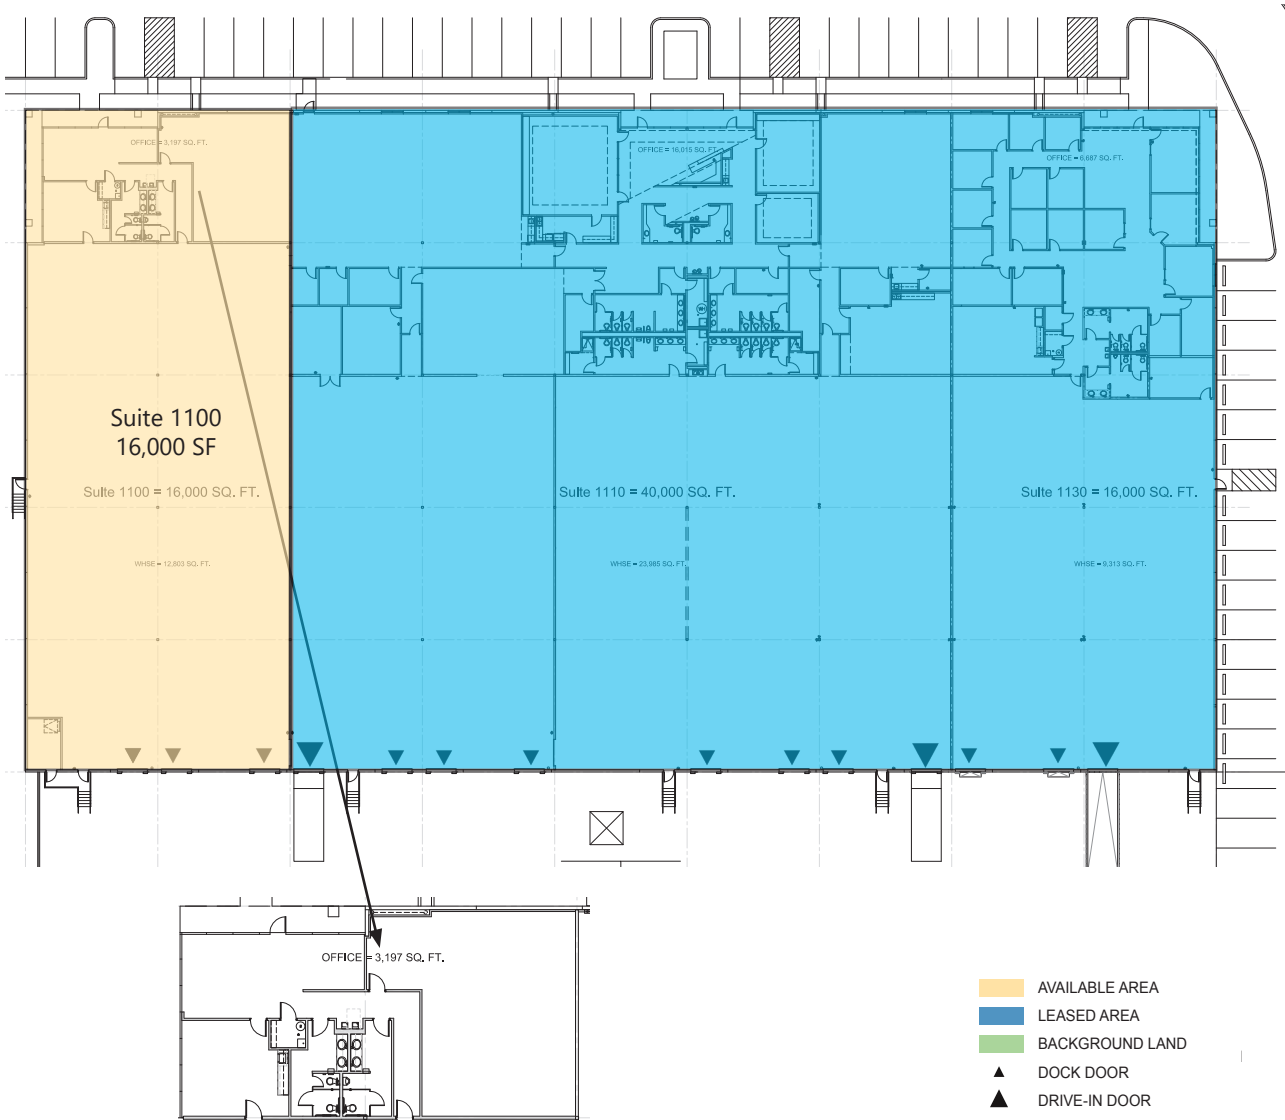 OFFICE = 3,197 SQ. FT.
OFFICE = 16,015 SQ. FT.
OFFICE = 6,687 SQ. FT.
Suite 1100
16,000 SF
Suite 1100 = 16,000 SQ. FT.
Suite 1110 = 40,000 SQ. FT.
Suite 1130 = 16,000 SQ. FT.
WHSE = 12,803 SQ. FT.
WHSE = 23,985 SQ. FT.
WHSE = 9,313 SQ. FT.
OFFICE = 3,197 SQ. FT.
AVAILABLE AREA
LEASED AREA
BACKGROUND LAND
DOCK DOOR
DRIVE-IN DOOR